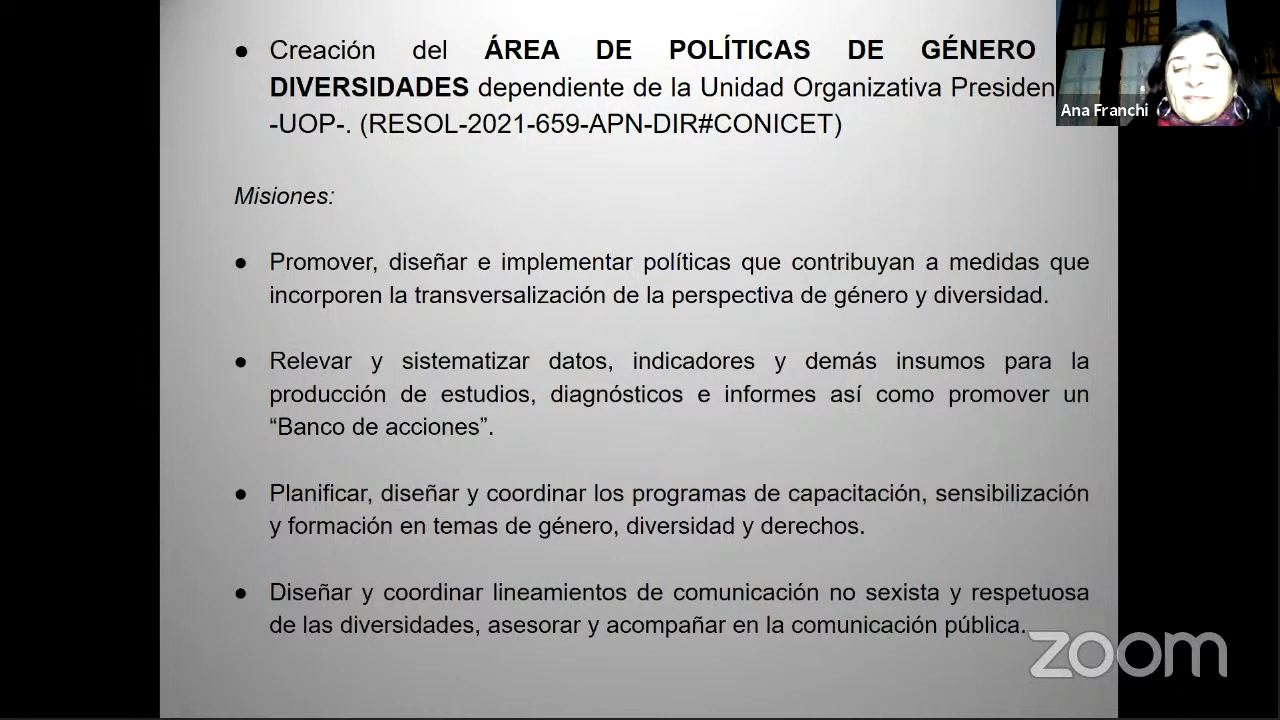 ● Creación del ÁREA DE POLÍTICAS DE GÉNERO
DIVERSIDADES dependiente de la Unidad Organizativa Presiden
-UOP-. (RESOL-2021-659-APN-DIR#CONICET)
Ana Franchi
Misiones:
● Promover, diseñar e implementar políticas que contribuyan a medidas que
incorporen la transversalización de la perspectiva de género y diversidad.
● Relevar y sistematizar datos, indicadores y demás insumos para la
producción de estudios, diagnósticos e informes así como promover un
“Banco de acciones”.
● Planificar, diseñar y coordinar los programas de capacitación, sensibilización
y formación en temas de género, diversidad y derechos.
● Diseñar y coordinar lineamientos de comunicación no sexista y respetuosa
de las diversidades, asesorar y acompañar en la comunicación pública.
zoom